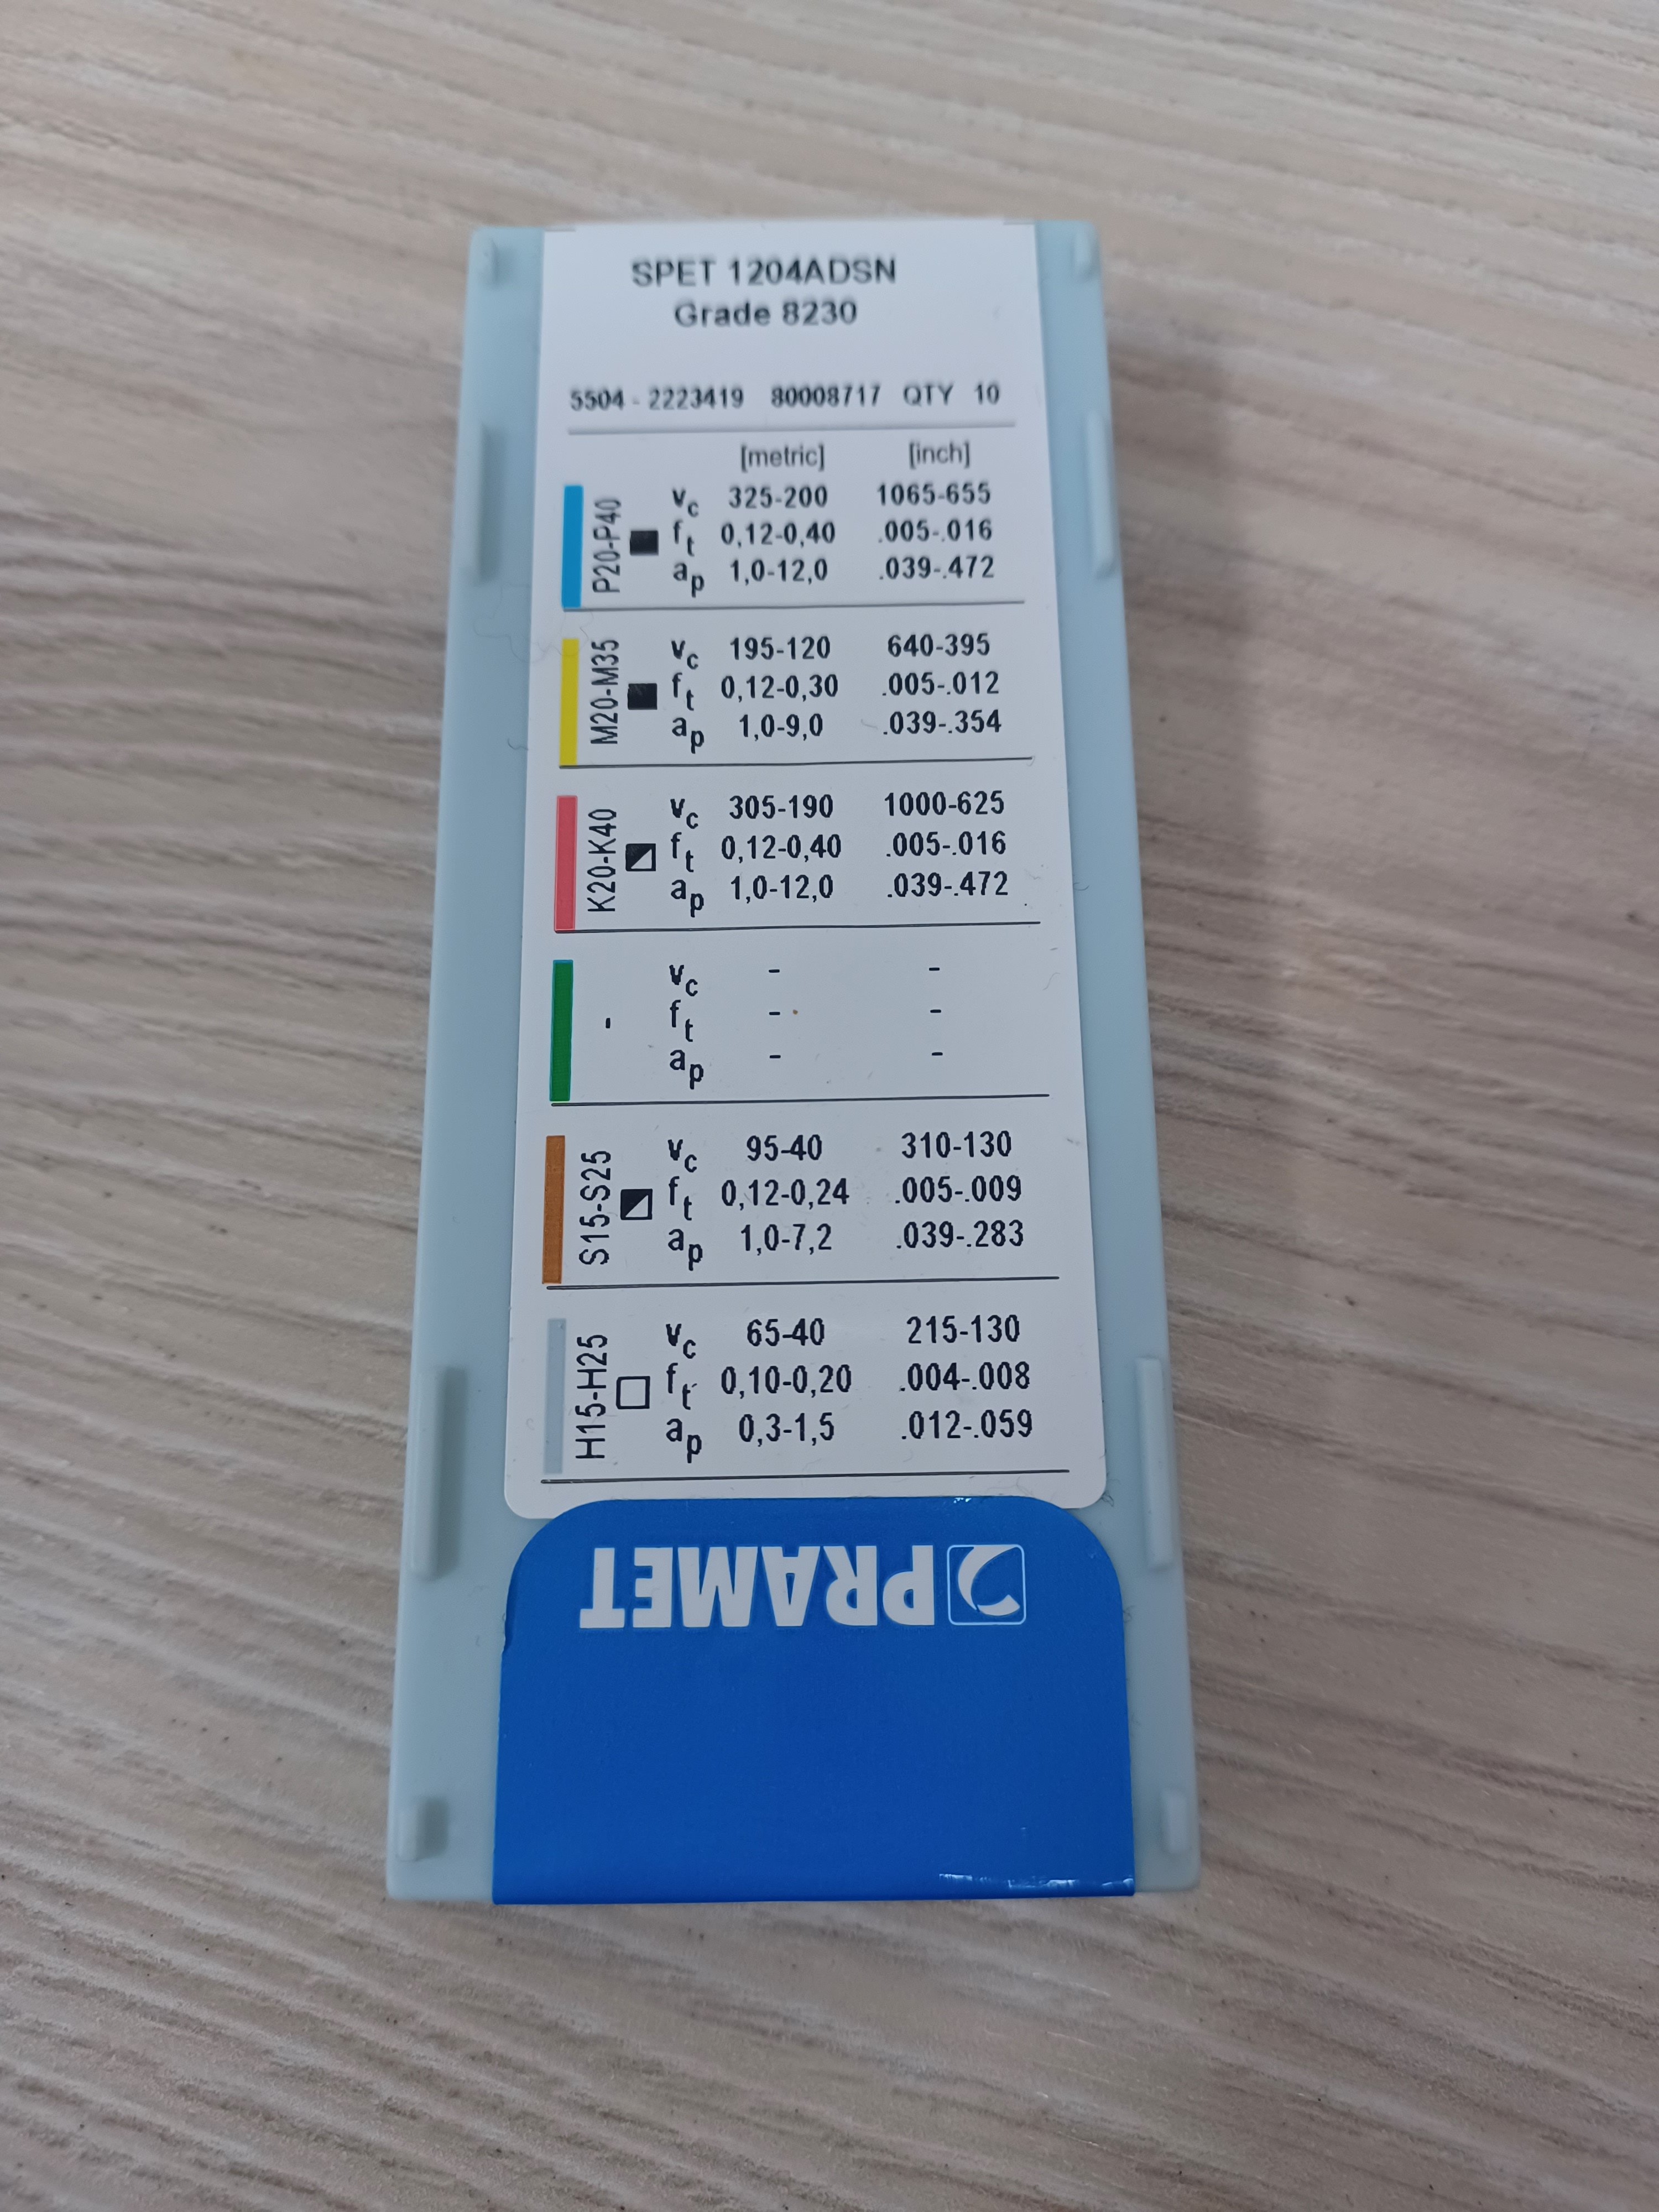 SPET 1204ADSN
Grade 8230
5504 - 2223419 80008717 QTY 10
[metric] [inch]
P20-P40
vc 325-200 1065-655
ft 0,12-0,40 .005-.016
ap 1,0-12,0 .039-.472
M20-M35
vc 195-120 640-395
ft 0,12-0,30 .005-.012
ap 1,0-9,0 .039-.354
K20-K40
vc 305-190 1000-625
ft 0,12-0,40 .005-.016
ap 1,0-12,0 .039-.472
-
vc - -
ft - -
ap - -
S15-S25
vc 95-40 310-130
ft 0,12-0,24 .005-.009
ap 1,0-7,2 .039-.283
H15-H25
vc 65-40 215-130
ft 0,10-0,20 .004-.008
ap 0,3-1,5 .012-.059
PRAMET